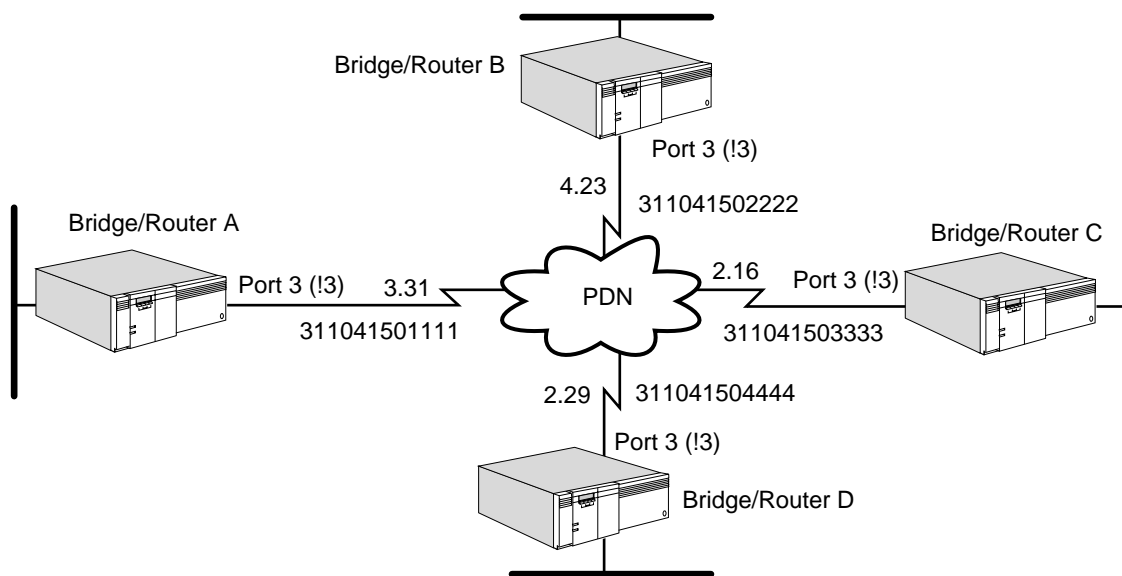 Bridge/Router B
Port 3 (!3)
4.23
311041502222
Bridge/Router A
Port 3 (!3)
3.31
311041501111
PDN
Bridge/Router C
2.16
Port 3 (!3)
311041503333
2.29
311041504444
Port 3 (!3)
Bridge/Router D